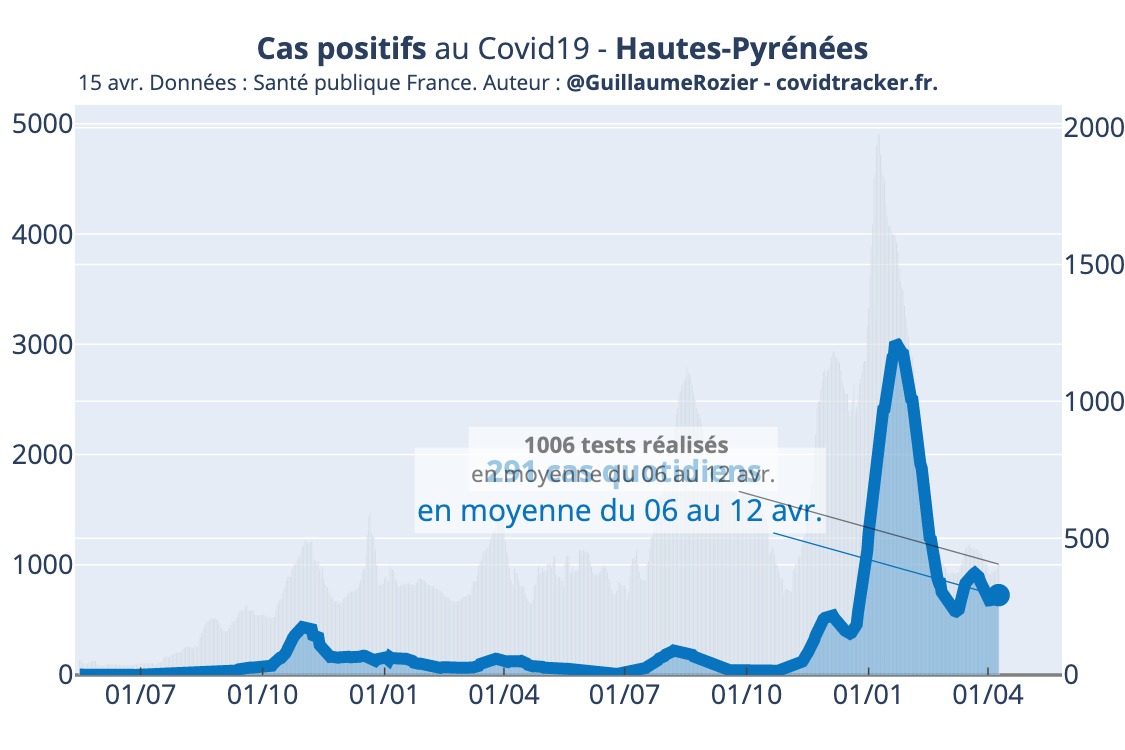 Cas positifs au Covid19 - Hautes-Pyrénées
15 avr. Données : Santé publique France. Auteur : @GuillaumeRozier - covidtracker.fr.
5000
4000
3000
2000
1000
0
2000
1500
1000
500
0
1006 tests réalisés
en moyenne du 06 au 12 avr.
291 cas quotidiens
en moyenne du 06 au 12 avr.
01/07 01/10 01/01 01/04 01/07 01/10 01/01 01/04